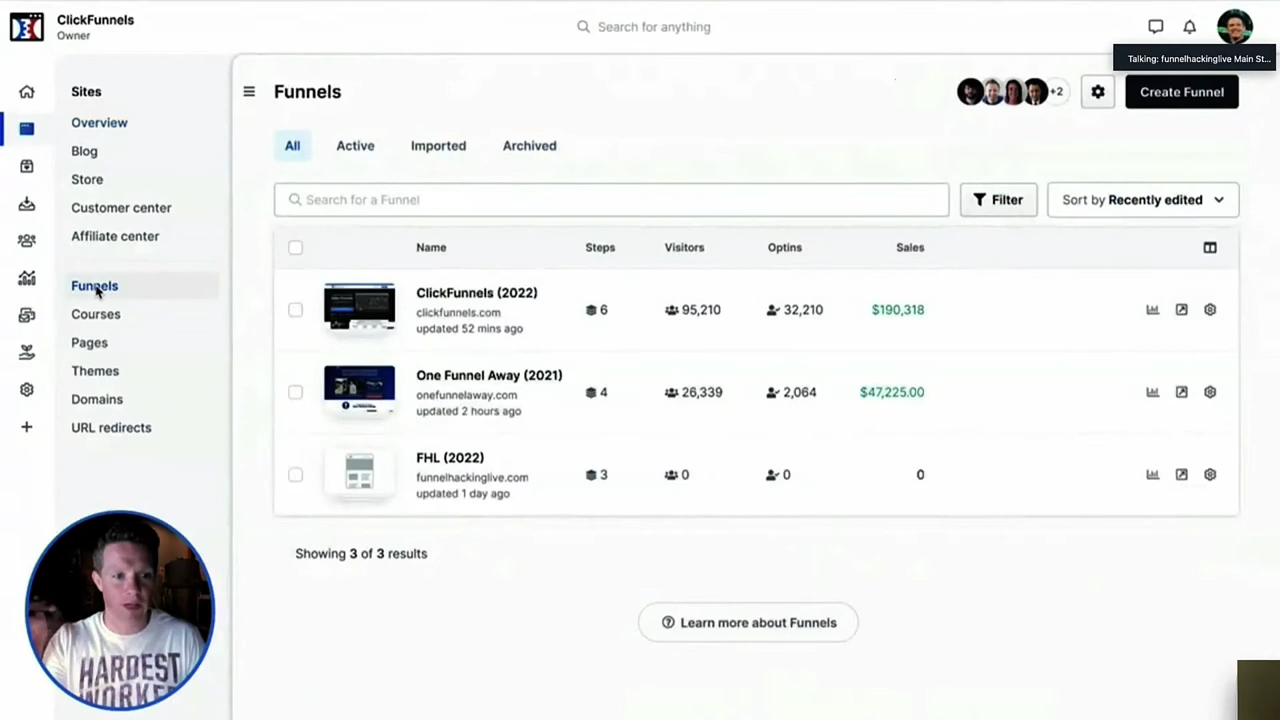 ClickFunnels
Owner
Search for anything
Talking: funnelhackinglive Main St...
Sites
Overview
Blog
Store
Customer center
Affiliate center
Funnels
Courses
Pages
Themes
Domains
URL redirects
Funnels
+2
Create Funnel
All Active Imported Archived
Search for a Funnel
Filter
Sort by Recently edited
Name Steps Visitors Optins Sales
ClickFunnels (2022)
clickfunnels.com
updated 52 mins ago
6 95,210 32,210 $190,318
One Funnel Away (2021)
onefunnelaway.com
updated 2 hours ago
4 26,339 2,064 $47,225.00
FHL (2022)
funnelhackinglive.com
updated 1 day ago
3 0 0 0
Showing 3 of 3 results
Learn more about Funnels
HARDEST
WORKER